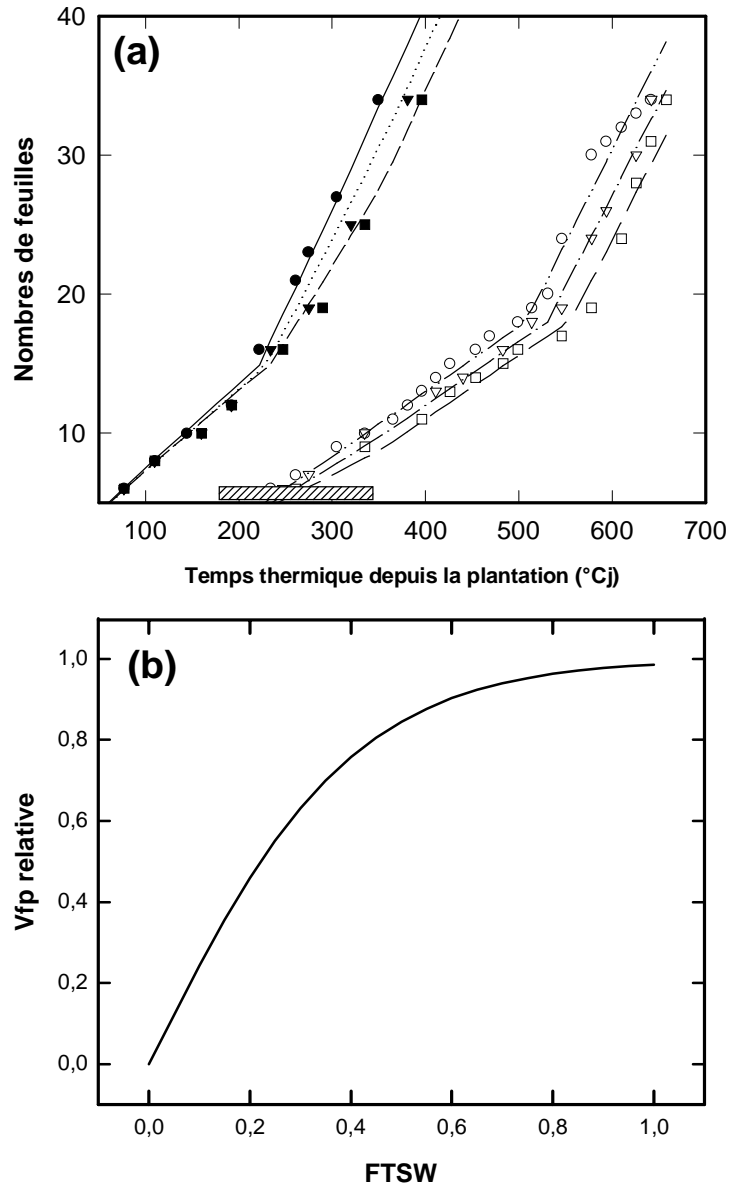 (a)
40
30
20
10
Nombres de feuilles
100 200 300 400 500 600 700
Temps thermique depuis la plantation (°Cj)
(b)
1,0
0,8
0,6
0,4
0,2
0,0
Vfp relative
0,0 0,2 0,4 0,6 0,8 1,0
FTSW